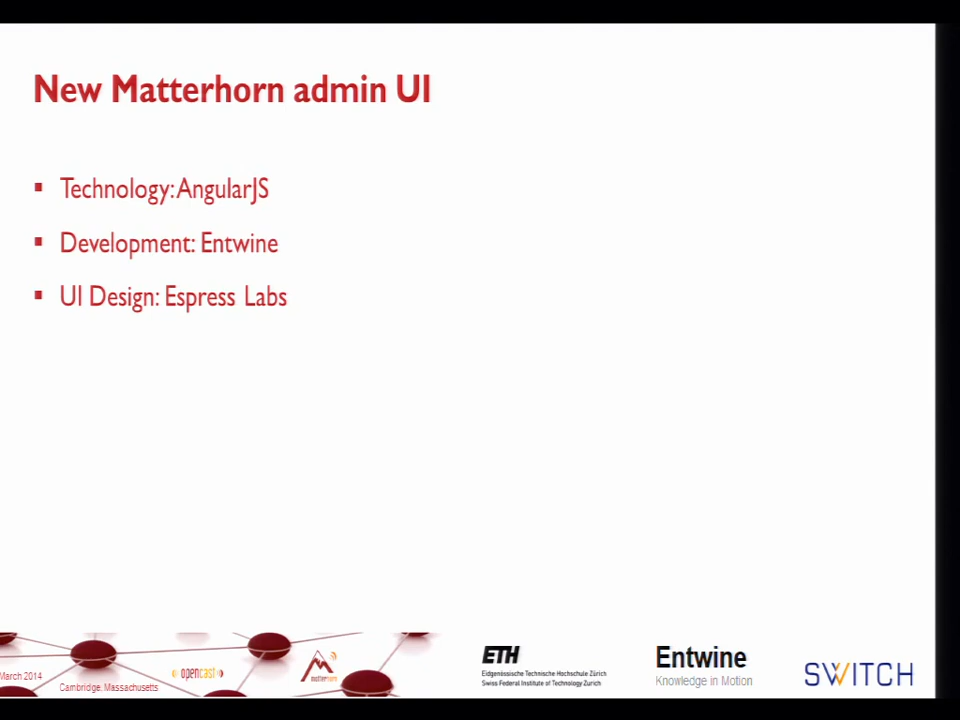 New Matterhorn admin UI
Technology: AngularJS
Development: Entwine
UI Design: Espress Labs
March 2014
Cambridge, Massachusetts
opencast
matterhorn
ETH
Eidgenössische Technische Hochschule Zürich
Swiss Federal Institute of Technology Zurich
Entwine
Knowledge in Motion
SWITCH